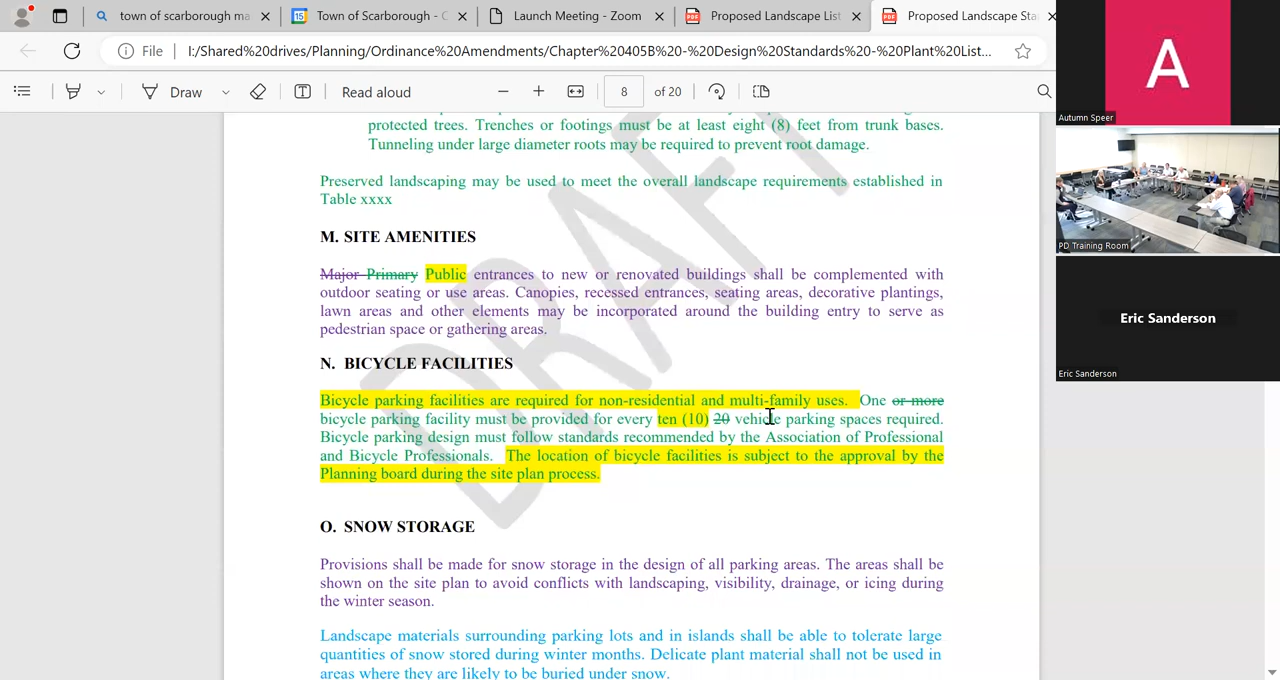 town of scarborough ma
Town of Scarborough - C
Launch Meeting - Zoom
Proposed Landscape List
Proposed Landscape Sta
File
I:/Shared%20drives/Planning/Ordinance%20Amendments/Chapter%20405B%20-%20Design%20Standards%20-%20Plant%20List...
Draw
Read aloud
8 of 20
protected trees. Trenches or footings must be at least eight (8) feet from trunk bases.
Tunneling under large diameter roots may be required to prevent root damage.
Preserved landscaping may be used to meet the overall landscape requirements established in
Table xxxx
M. SITE AMENITIES
Major Primary Public entrances to new or renovated buildings shall be complemented with
outdoor seating or use areas. Canopies, recessed entrances, seating areas, decorative plantings,
lawn areas and other elements may be incorporated around the building entry to serve as
pedestrian space or gathering areas.
N. BICYCLE FACILITIES
Bicycle parking facilities are required for non-residential and multi-family uses. One or more
bicycle parking facility must be provided for every ten (10) 20 vehicle parking spaces required.
Bicycle parking design must follow standards recommended by the Association of Professional
and Bicycle Professionals. The location of bicycle facilities is subject to the approval by the
Planning board during the site plan process.
O. SNOW STORAGE
Provisions shall be made for snow storage in the design of all parking areas. The areas shall be
shown on the site plan to avoid conflicts with landscaping, visibility, drainage, or icing during
the winter season.
Landscape materials surrounding parking lots and in islands shall be able to tolerate large
quantities of snow stored during winter months. Delicate plant material shall not be used in
areas where they are likely to be buried under snow.
DRAFT
A
Autumn Speer
PD Training Room
Eric Sanderson
Eric Sanderson